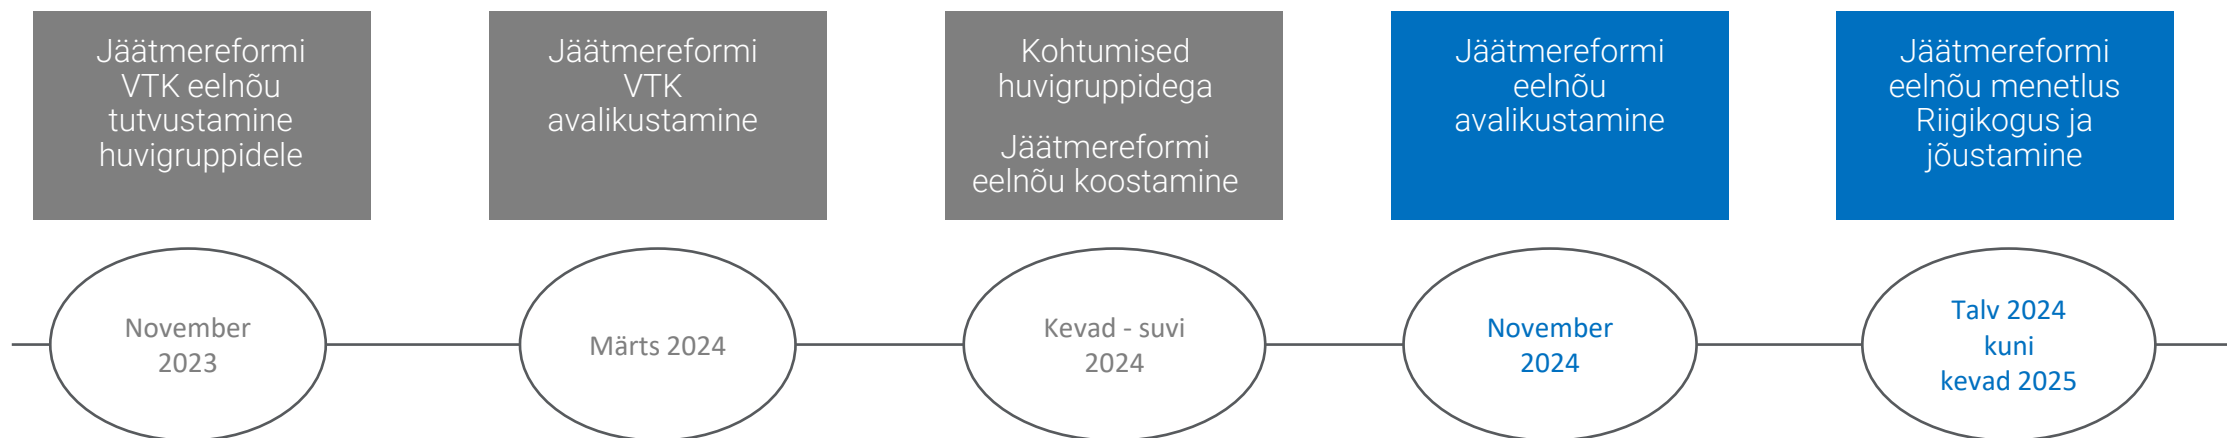 Jäätmereformi
VTK eelnõu
tutvustamine
huvigruppidele
Jäätmereformi
VTK
avalikustamine
Kohtumised
huvigruppidega
Jäätmereformi
eelnõu koostamine
Jäätmereformi
eelnõu
avalikustamine
Jäätmereformi
eelnõu menetlus
Riigikogus ja
jõustamine
November
2023
Märts 2024
Kevad - suvi
2024
November
2024
Talv 2024
kuni
kevad 2025